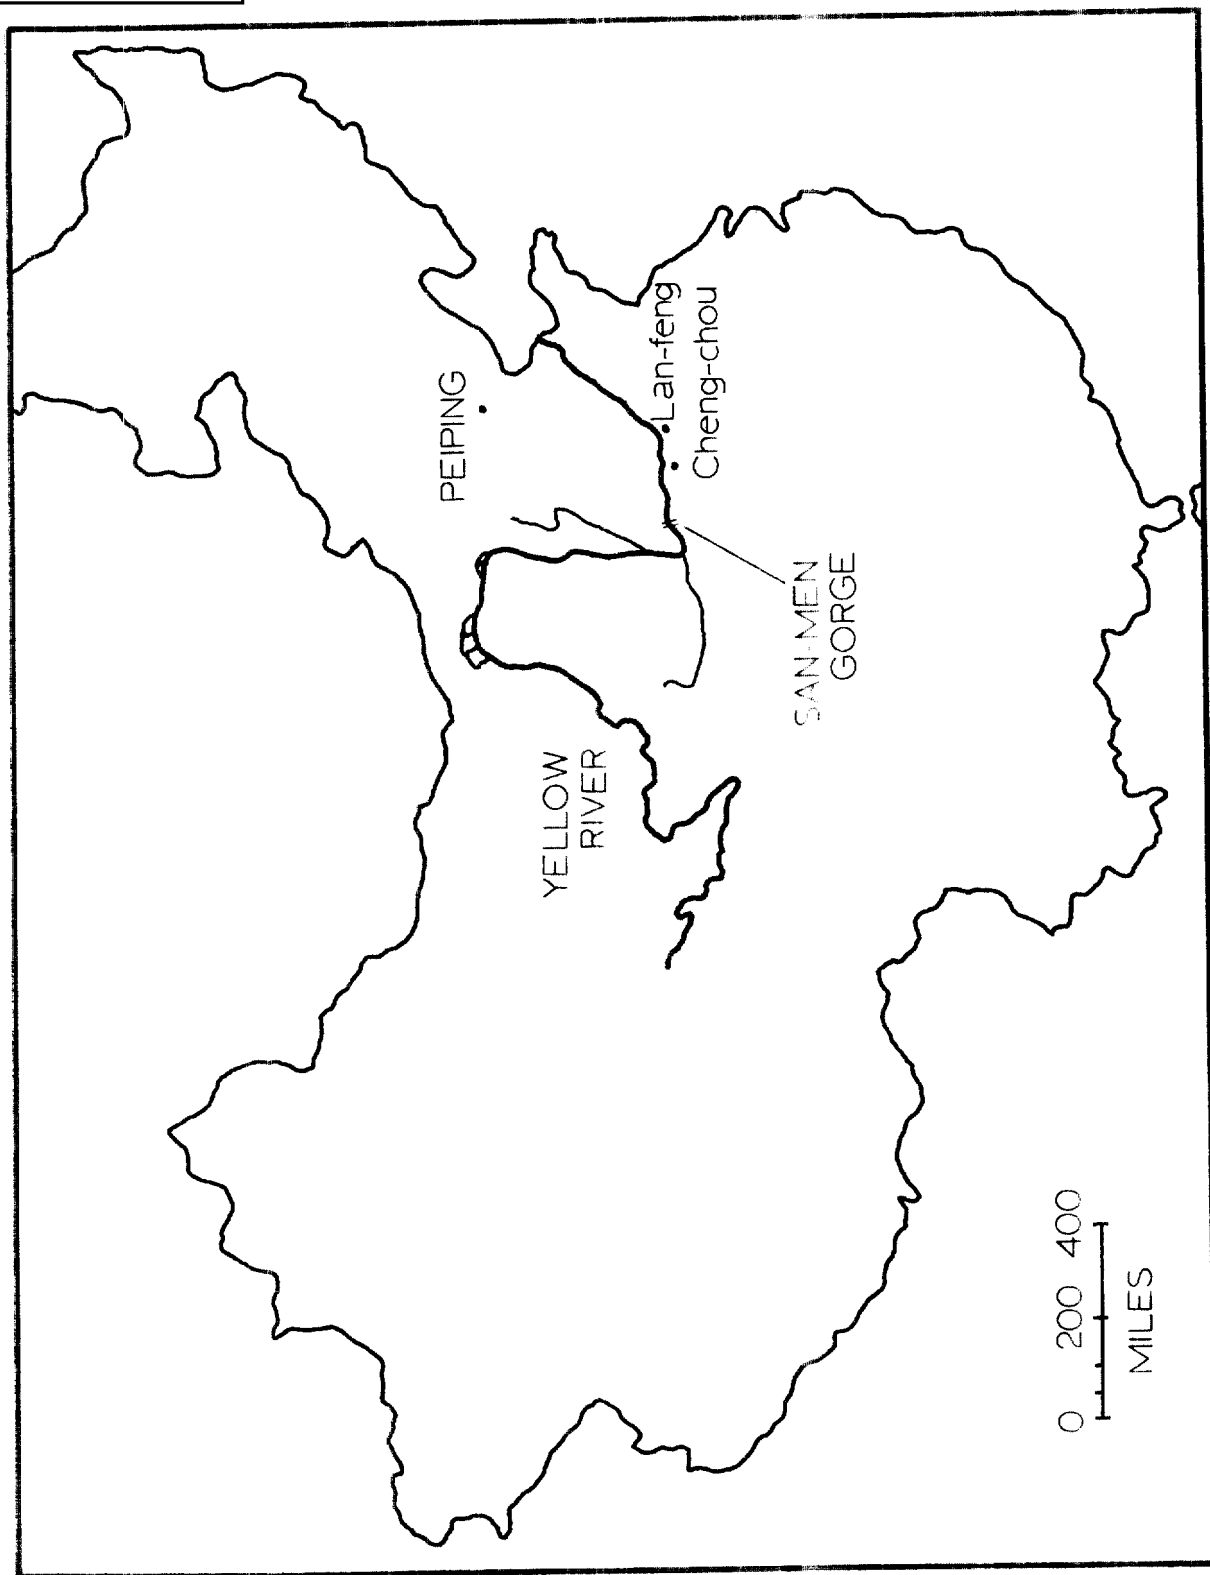 PEIPING
Lan-feng
Cheng-chou
YELLOW
RIVER
SAN-MEN
GORGE
0 200 400
MILES